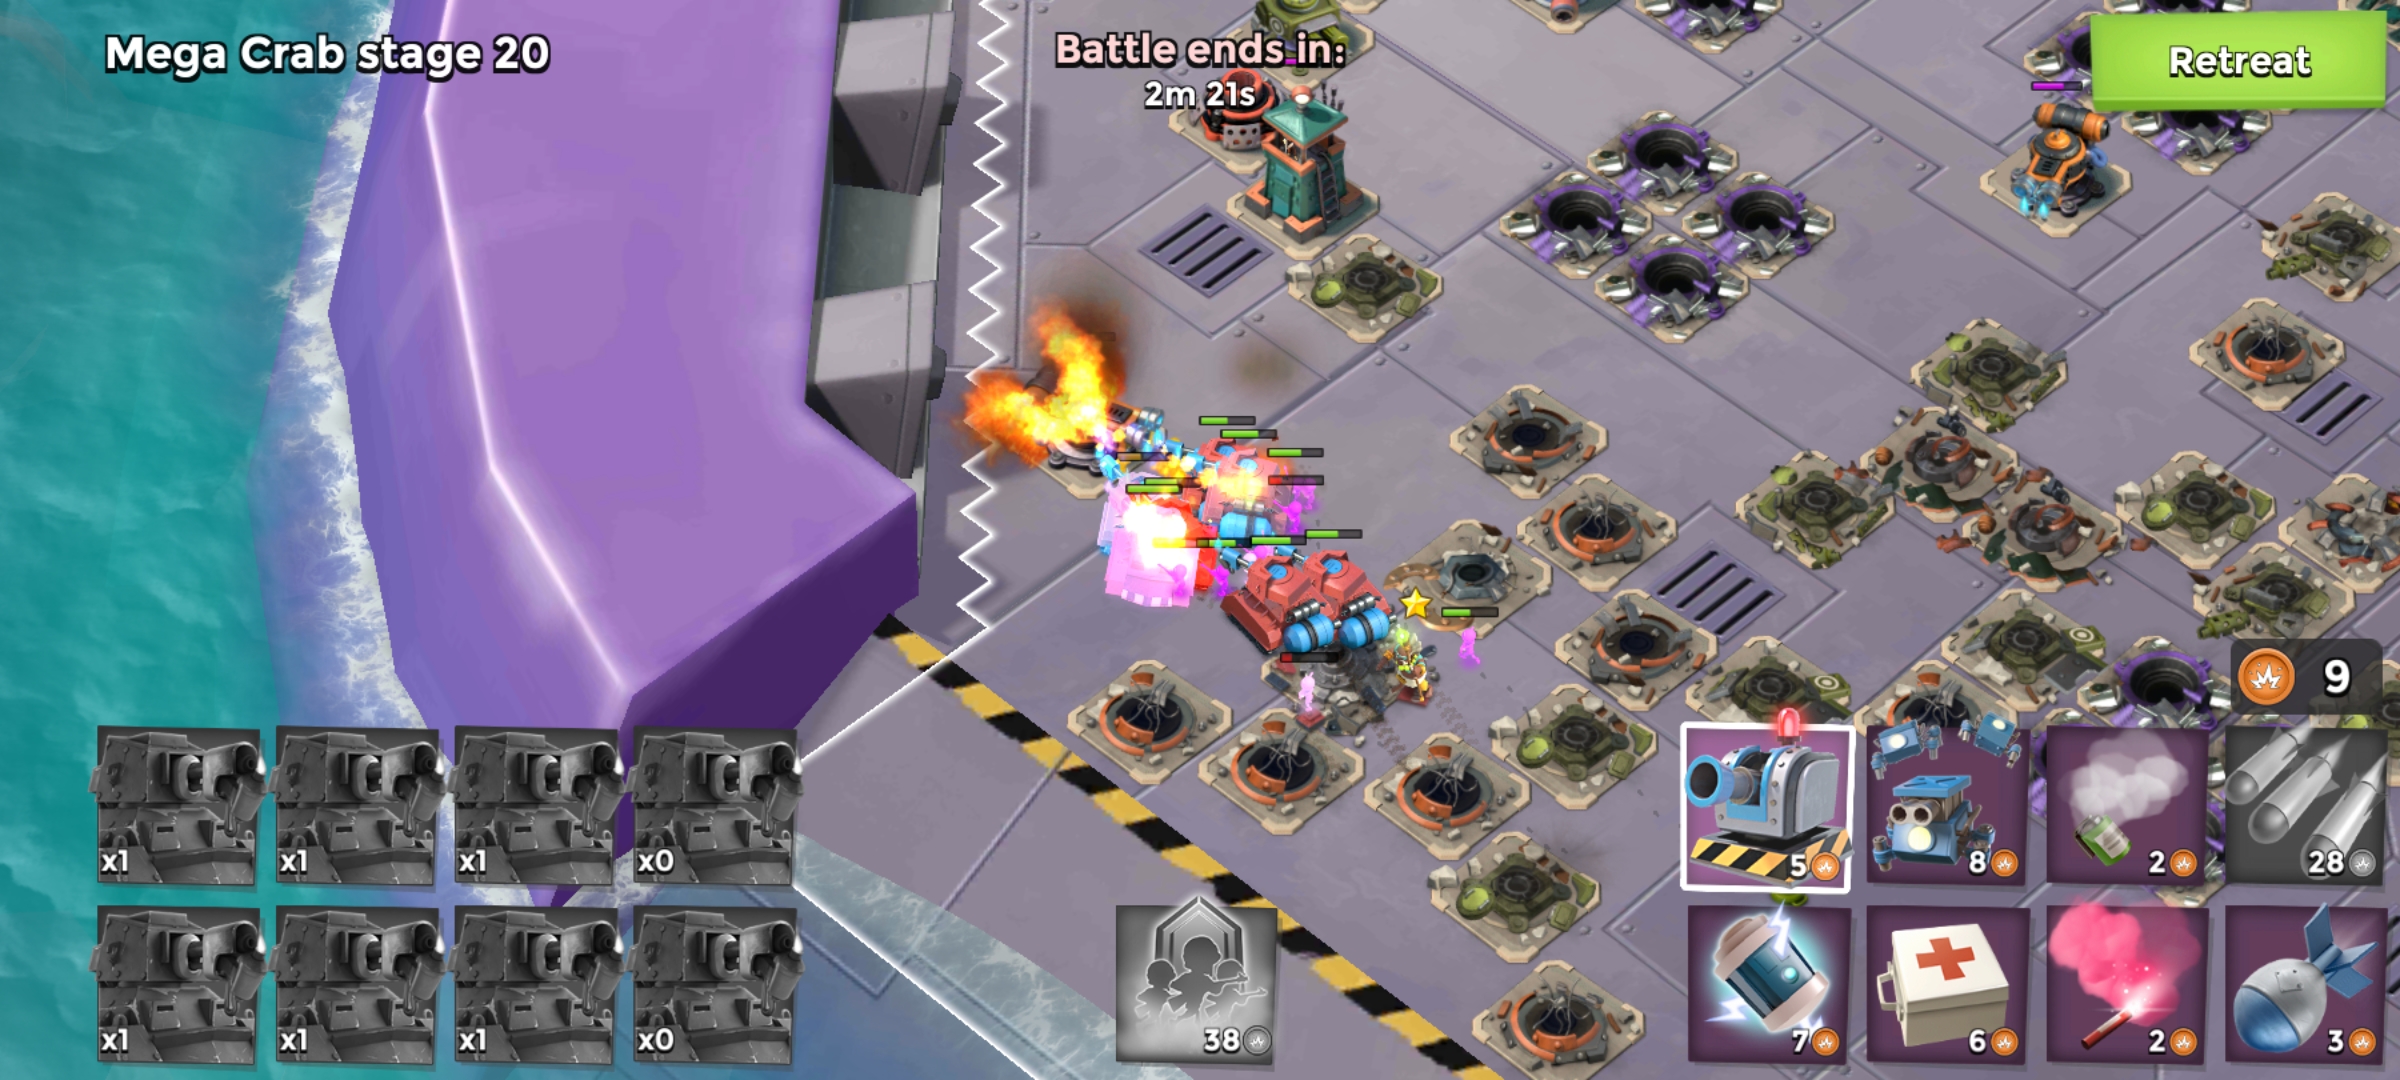 Mega Crab stage 20
Battle ends in:
2m 21s
Retreat
9
x1
x1
x1
x0
5
8
2
28
x1
x1
x1
x0
38
7
6
2
3